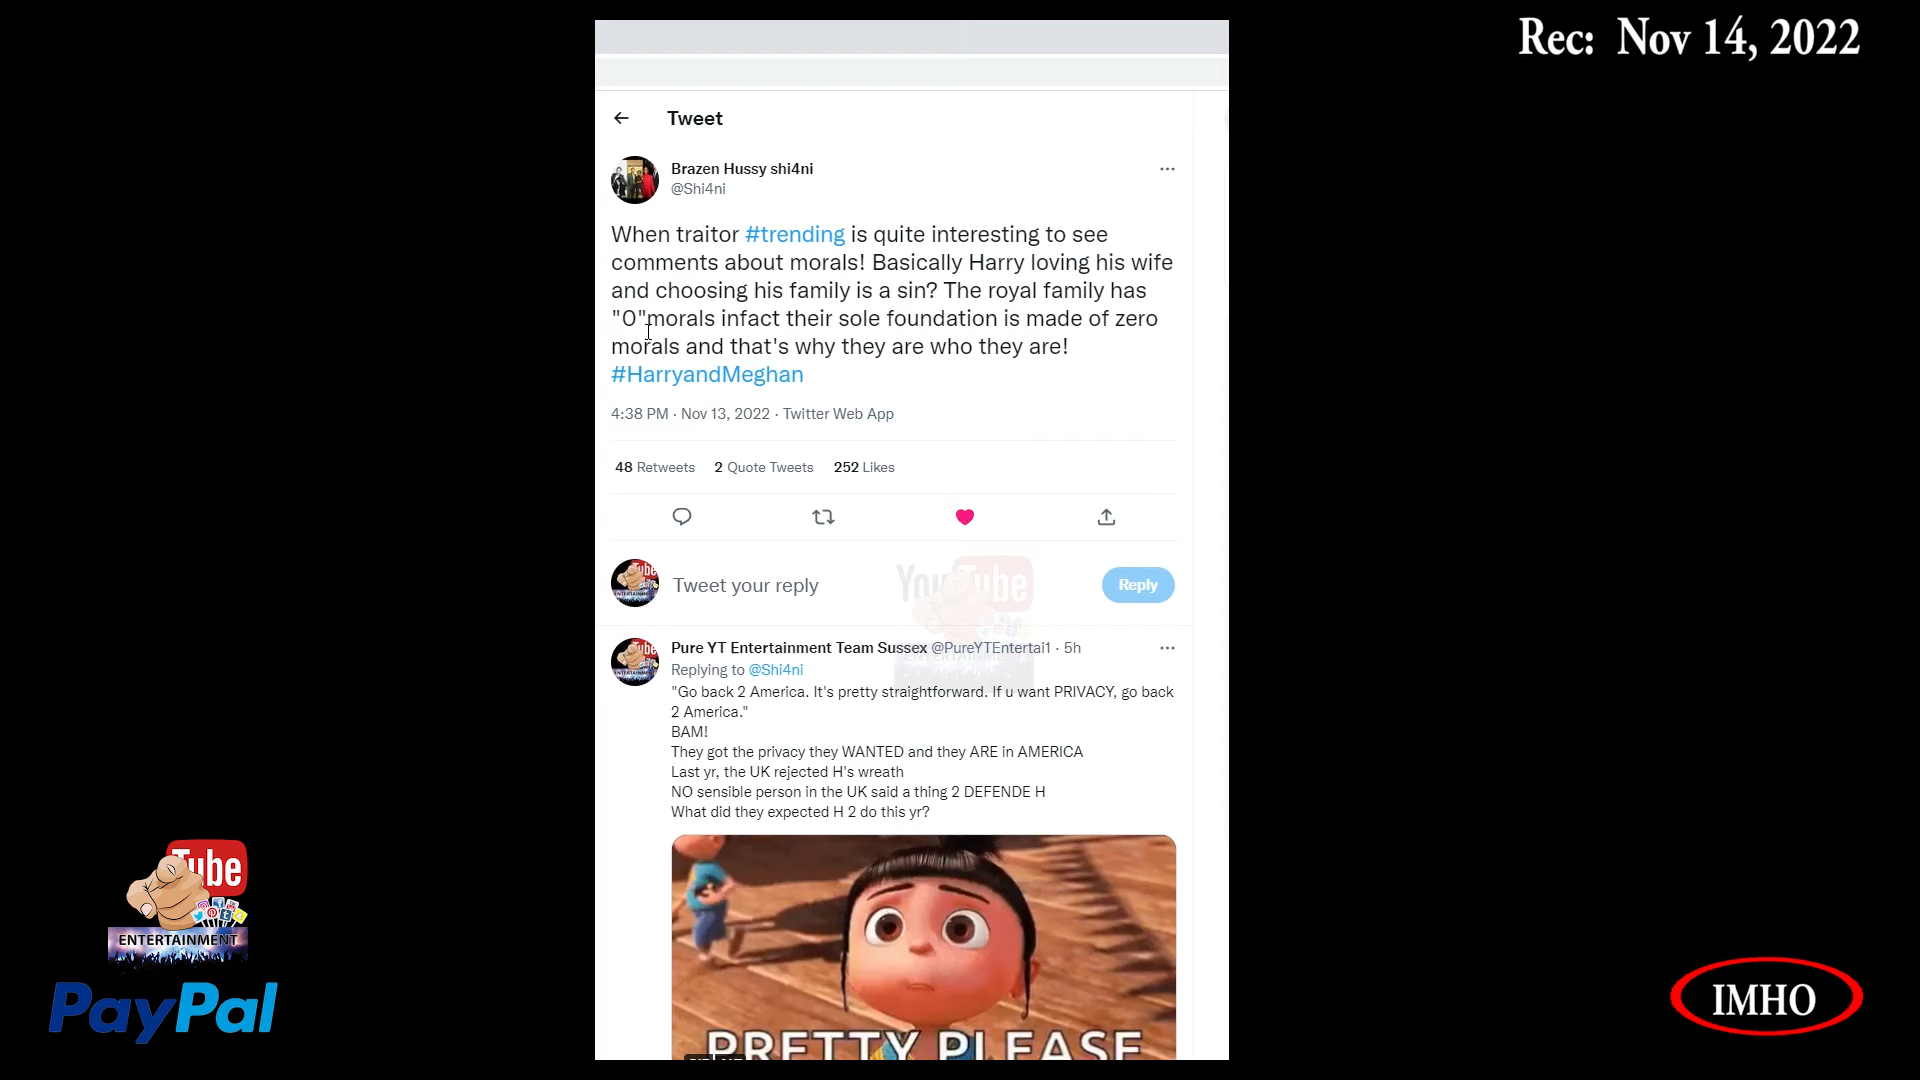 Rec: Nov 14, 2022
Tweet
Brazen Hussy shi4ni
@Shi4ni
When traitor #trending is quite interesting to see
comments about morals! Basically Harry loving his wife
and choosing his family is a sin? The royal family has
"0"morals infact their sole foundation is made of zero
morals and that's why they are who they are!
#HarryandMeghan
4:38 PM · Nov 13, 2022 · Twitter Web App
48 Retweets 2 Quote Tweets 252 Likes
Tweet your reply
YouTube
Reply
ENTERTAINMENT
Pure YT Entertainment Team Sussex @PureYTEntertai1 · 5h
Replying to @Shi4ni
"Go back 2 America. It's pretty straightforward. If u want PRIVACY, go back
2 America."
BAM!
They got the privacy they WANTED and they ARE in AMERICA
Last yr, the UK rejected H's wreath
NO sensible person in the UK said a thing 2 DEFENDE H
What did they expected H 2 do this yr?
PRETTY PLEASE
Tube
ENTERTAINMENT
PayPal
IMHO